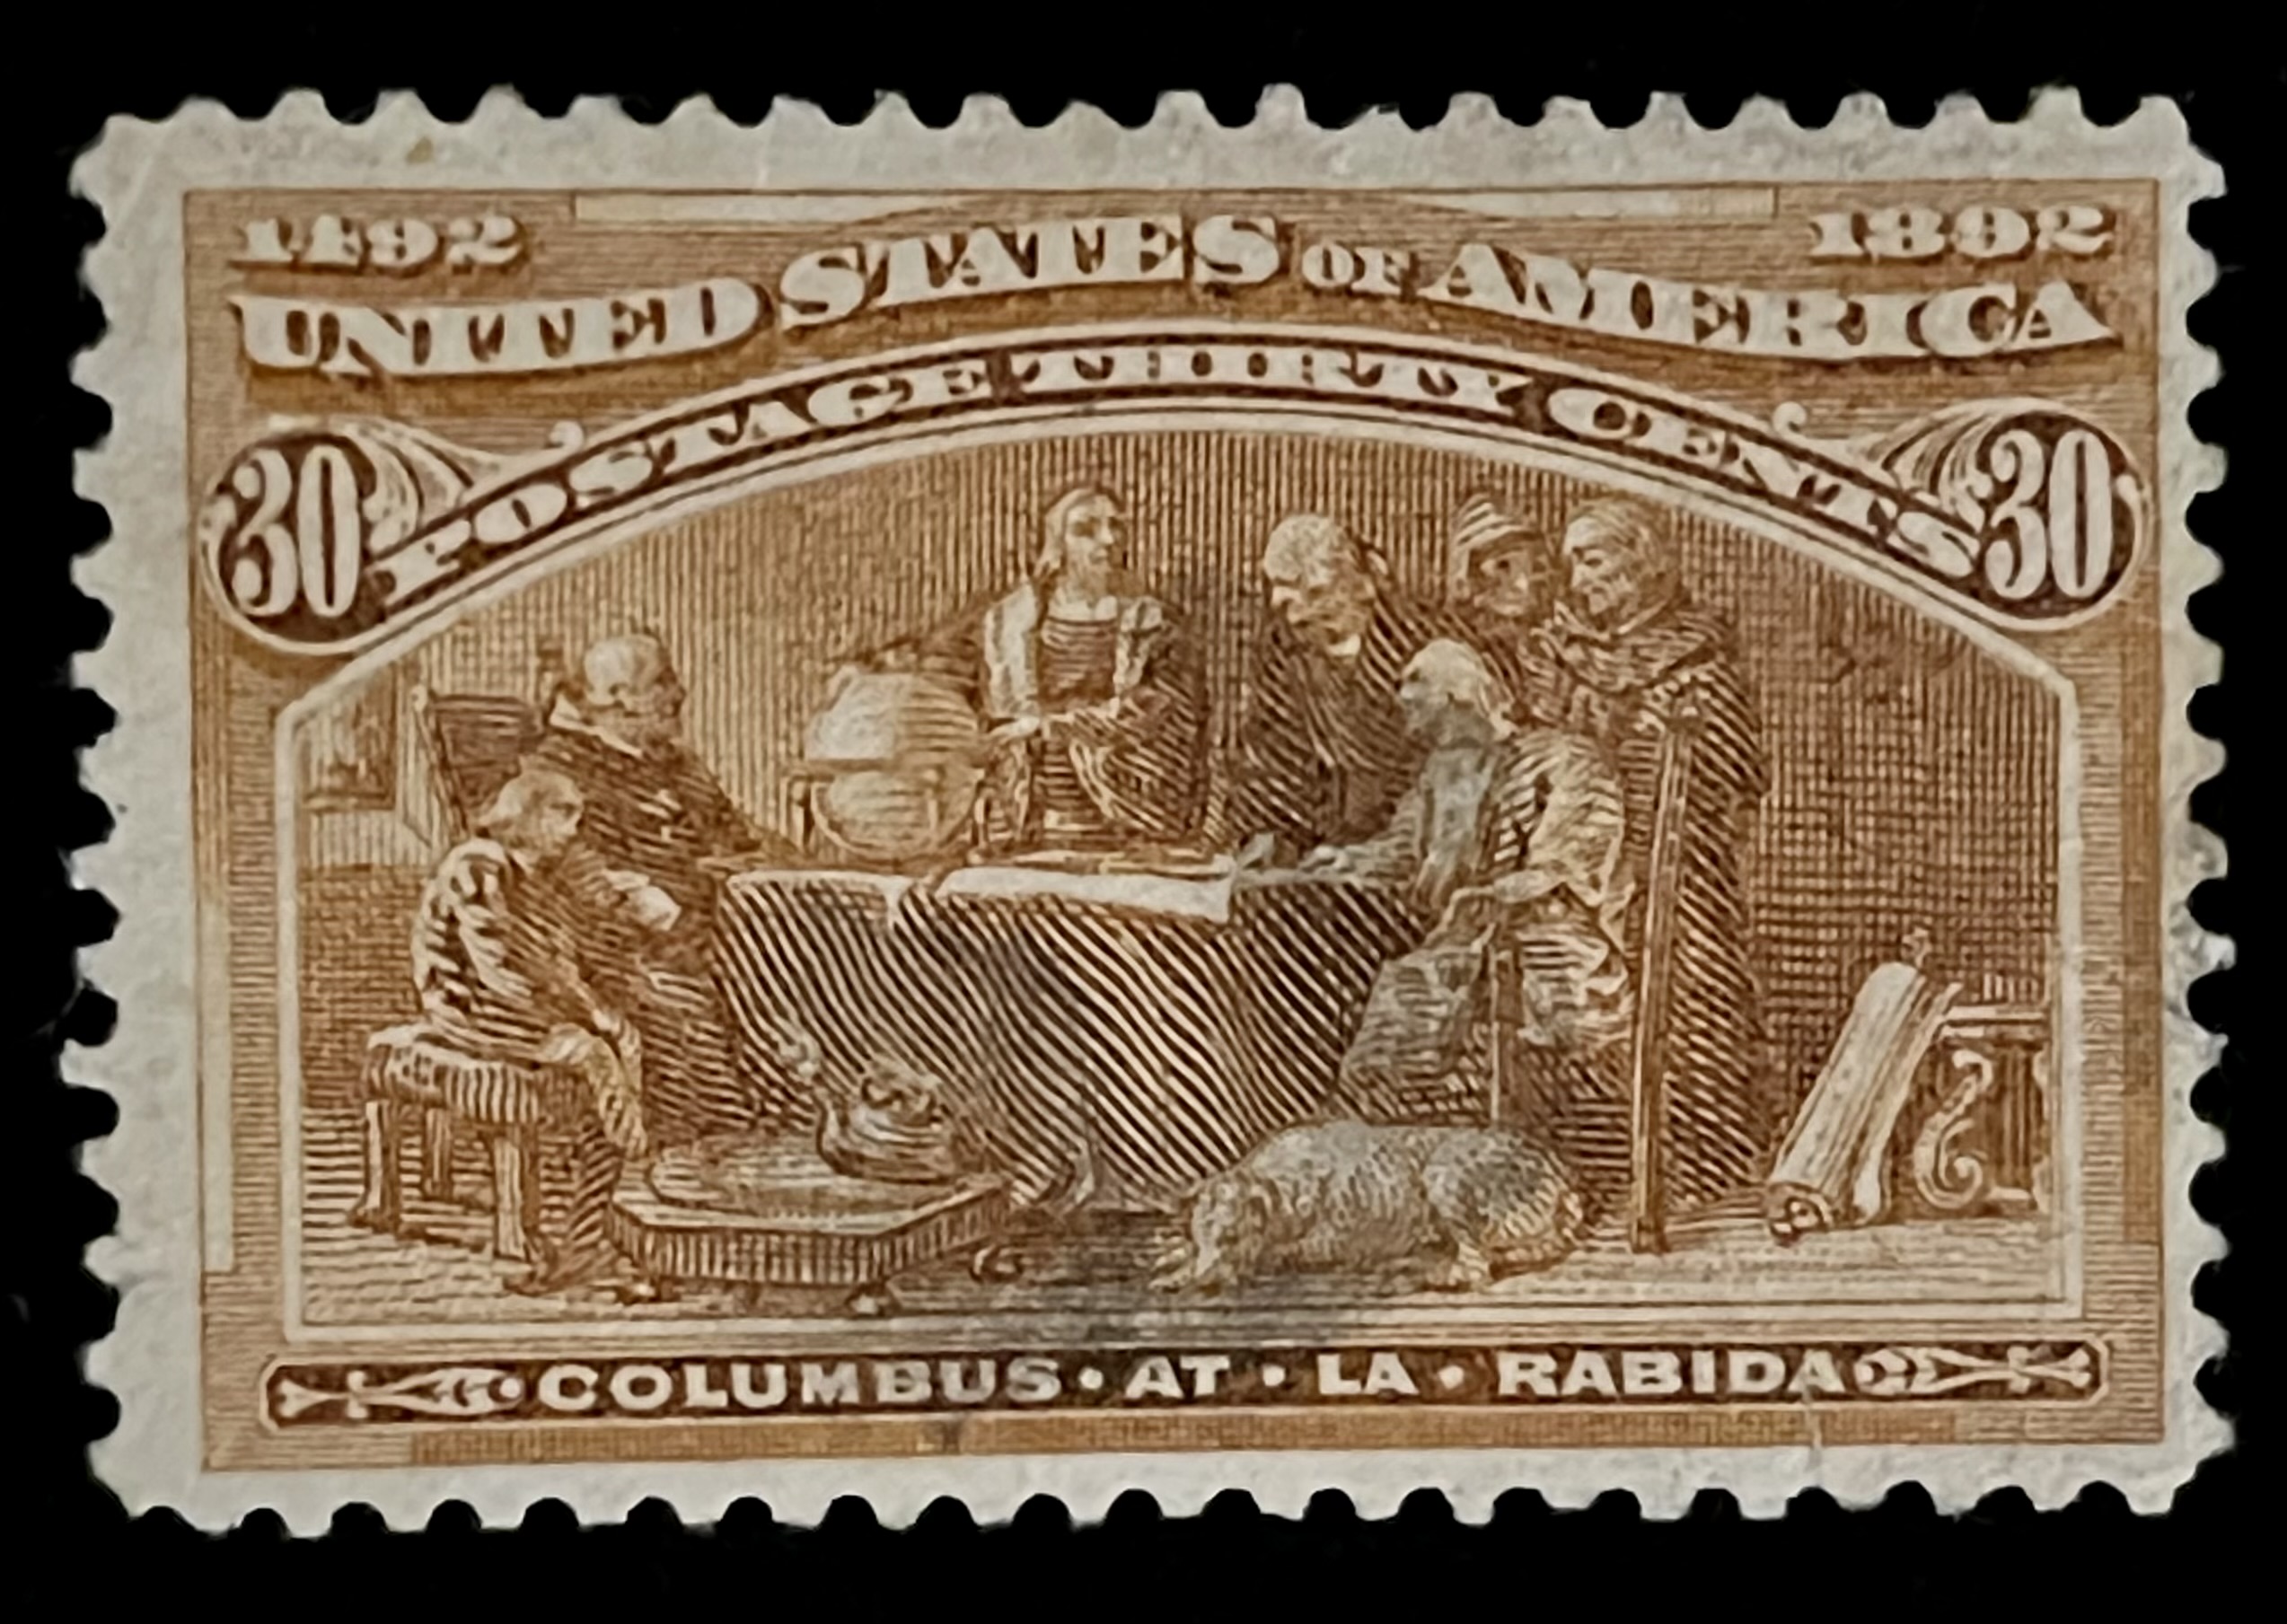 1492 1892
UNITED STATES OF AMERICA
POSTAGE THIRTY CENTS
30 30
COLUMBUS · AT · LA · RABIDA